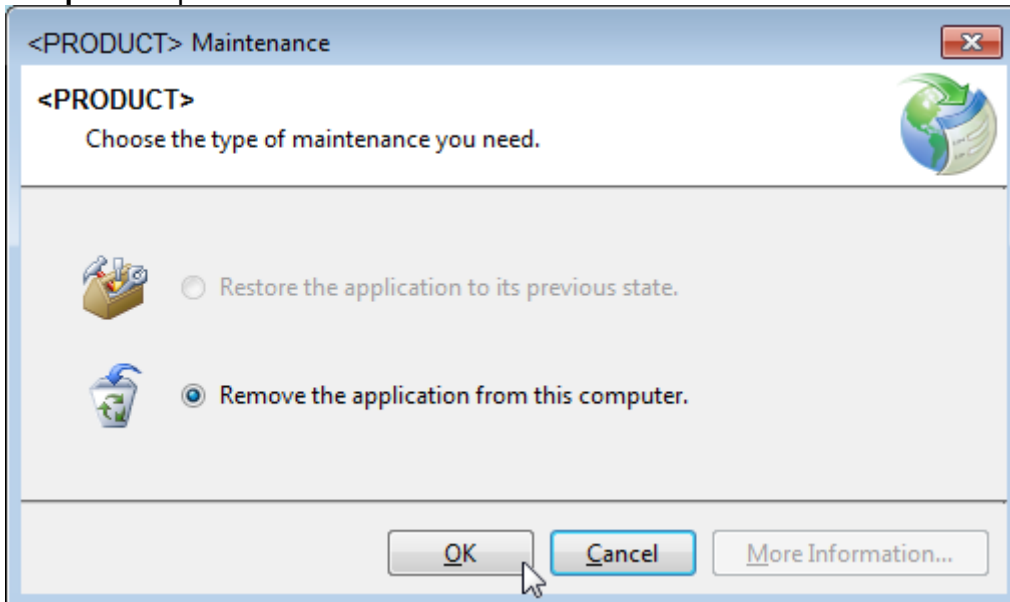 <PRODUCT> Maintenance
<PRODUCT>
Choose the type of maintenance you need.
Restore the application to its previous state.
Remove the application from this computer.
OK
Cancel
More Information...